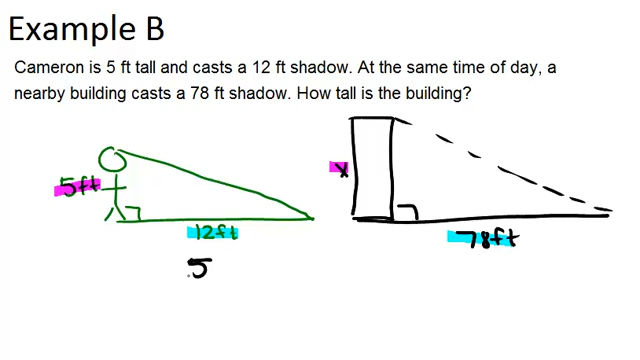 Example B
Cameron is 5 ft tall and casts a 12 ft shadow. At the same time of day, a
nearby building casts a 78 ft shadow. How tall is the building?
5ft
x
12ft
78ft
5